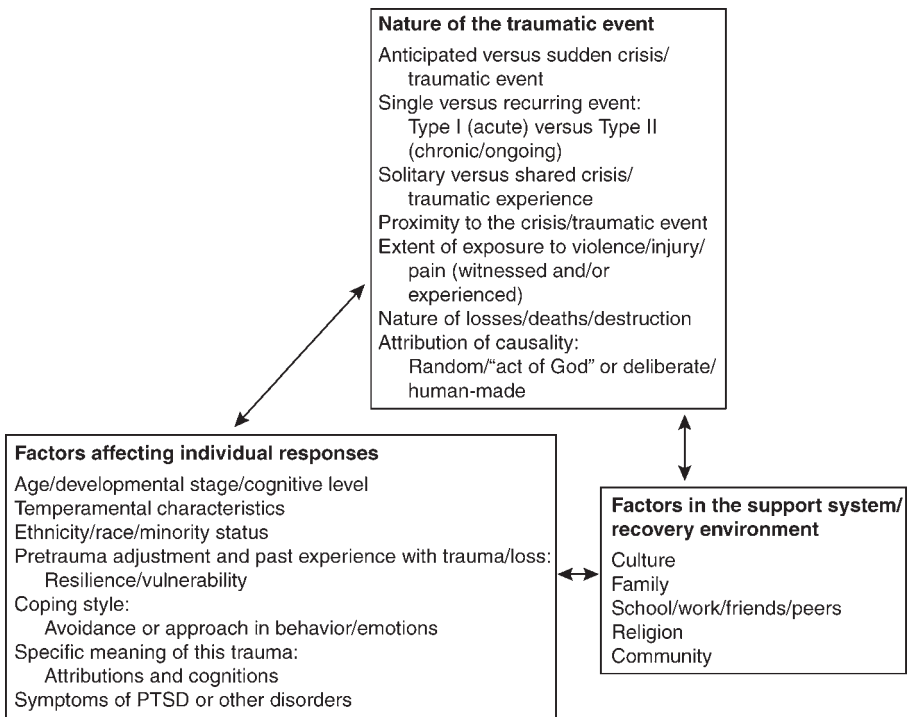 Nature of the traumatic event
Anticipated versus sudden crisis/
traumatic event
Single versus recurring event:
Type I (acute) versus Type II
(chronic/ongoing)
Solitary versus shared crisis/
traumatic experience
Proximity to the crisis/traumatic event
Extent of exposure to violence/injury/
pain (witnessed and/or
experienced)
Nature of losses/deaths/destruction
Attribution of causality:
Random/“act of God” or deliberate/
human-made
Factors affecting individual responses
Age/developmental stage/cognitive level
Temperamental characteristics
Ethnicity/race/minority status
Pretrauma adjustment and past experience with trauma/loss:
Resilience/vulnerability
Coping style:
Avoidance or approach in behavior/emotions
Specific meaning of this trauma:
Attributions and cognitions
Symptoms of PTSD or other disorders
Factors in the support system/
recovery environment
Culture
Family
School/work/friends/peers
Religion
Community